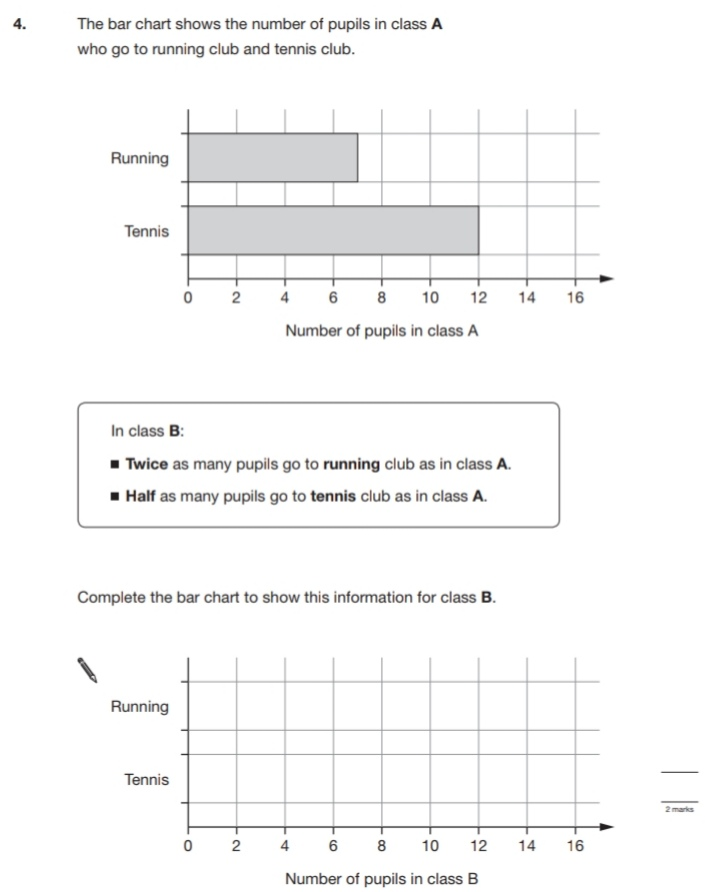 4. The bar chart shows the number of pupils in class A
who go to running club and tennis club.
Running
Tennis
0 2 4 6 8 10 12 14 16
Number of pupils in class A
In class B:
■ Twice as many pupils go to running club as in class A.
■ Half as many pupils go to tennis club as in class A.
Complete the bar chart to show this information for class B.
Running
Tennis
2 marks
0 2 4 6 8 10 12 14 16
Number of pupils in class B